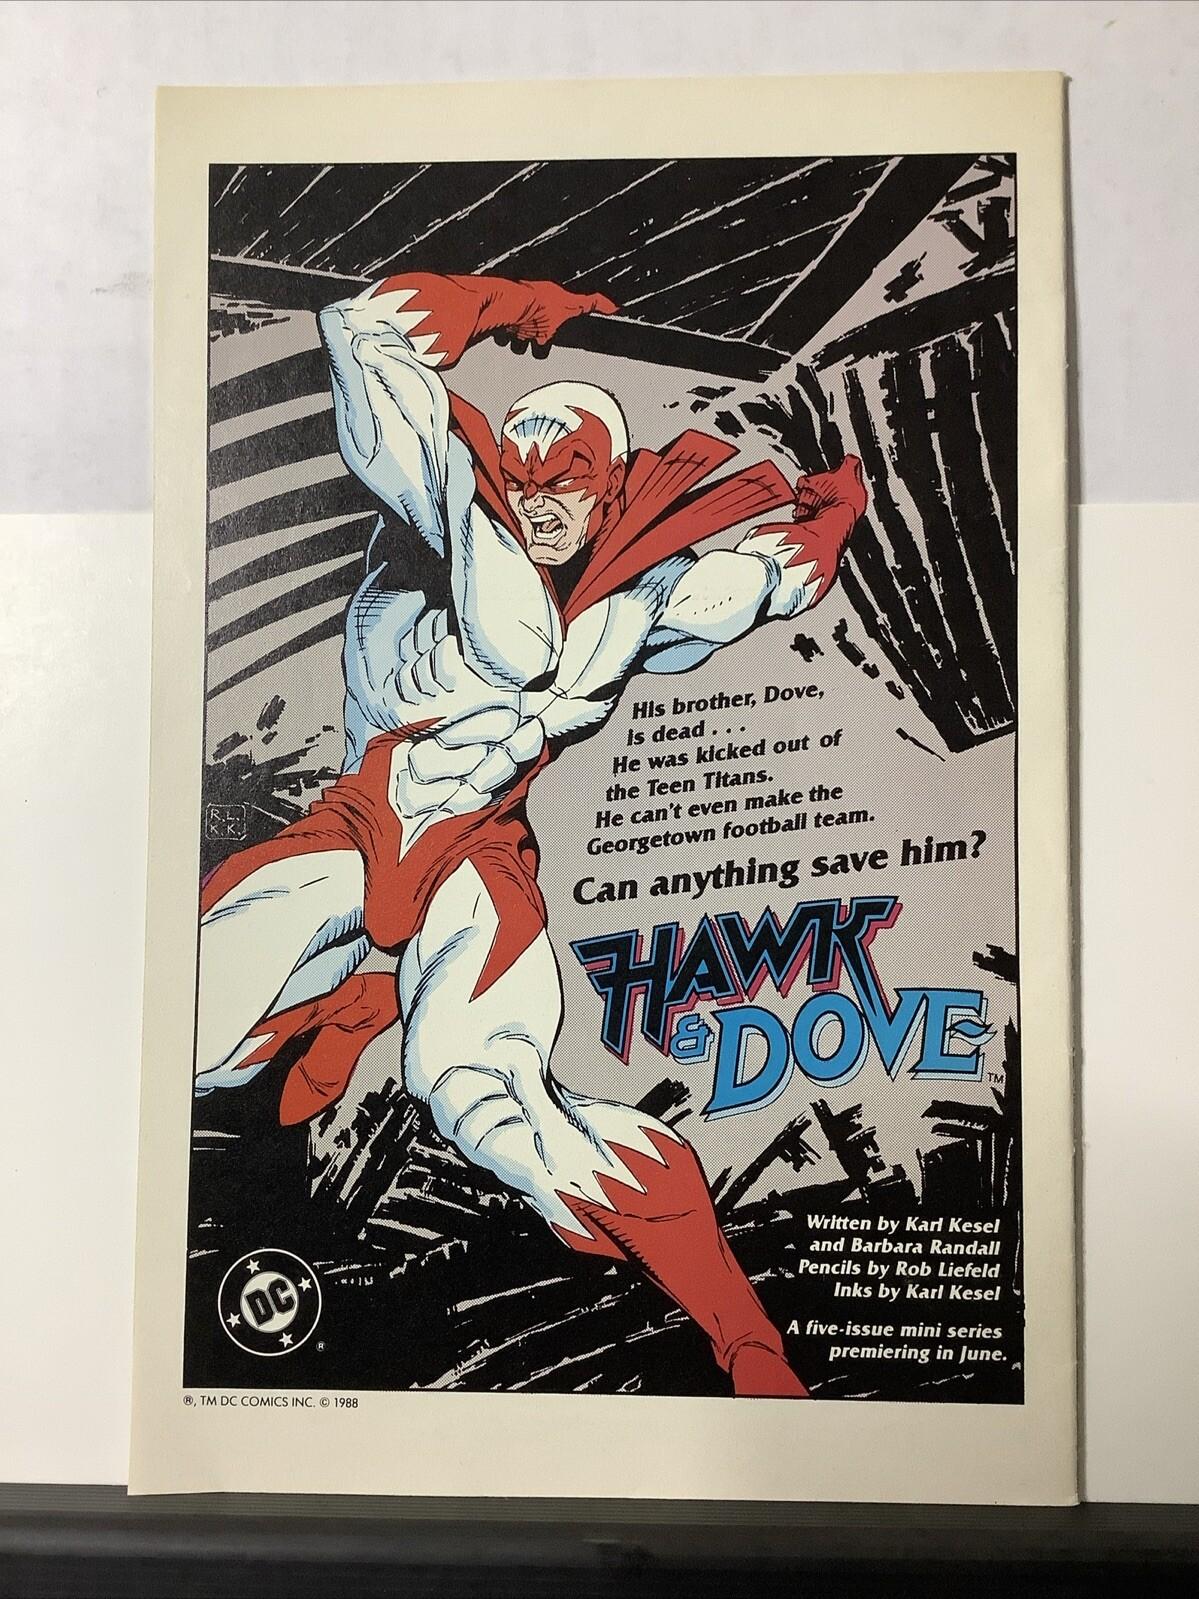 His brother, Dove,
is dead . . .
He was kicked out of
the Teen Titans.
He can't even make the
Georgetown football team.
Can anything save him?
HAWK
& DOVE
TM
R.L.
K.K.
Written by Karl Kesel
and Barbara Randall
Pencils by Rob Liefeld
Inks by Karl Kesel
A five-issue mini series
premiering in June.
DC
®
®, TM DC COMICS INC. © 1988